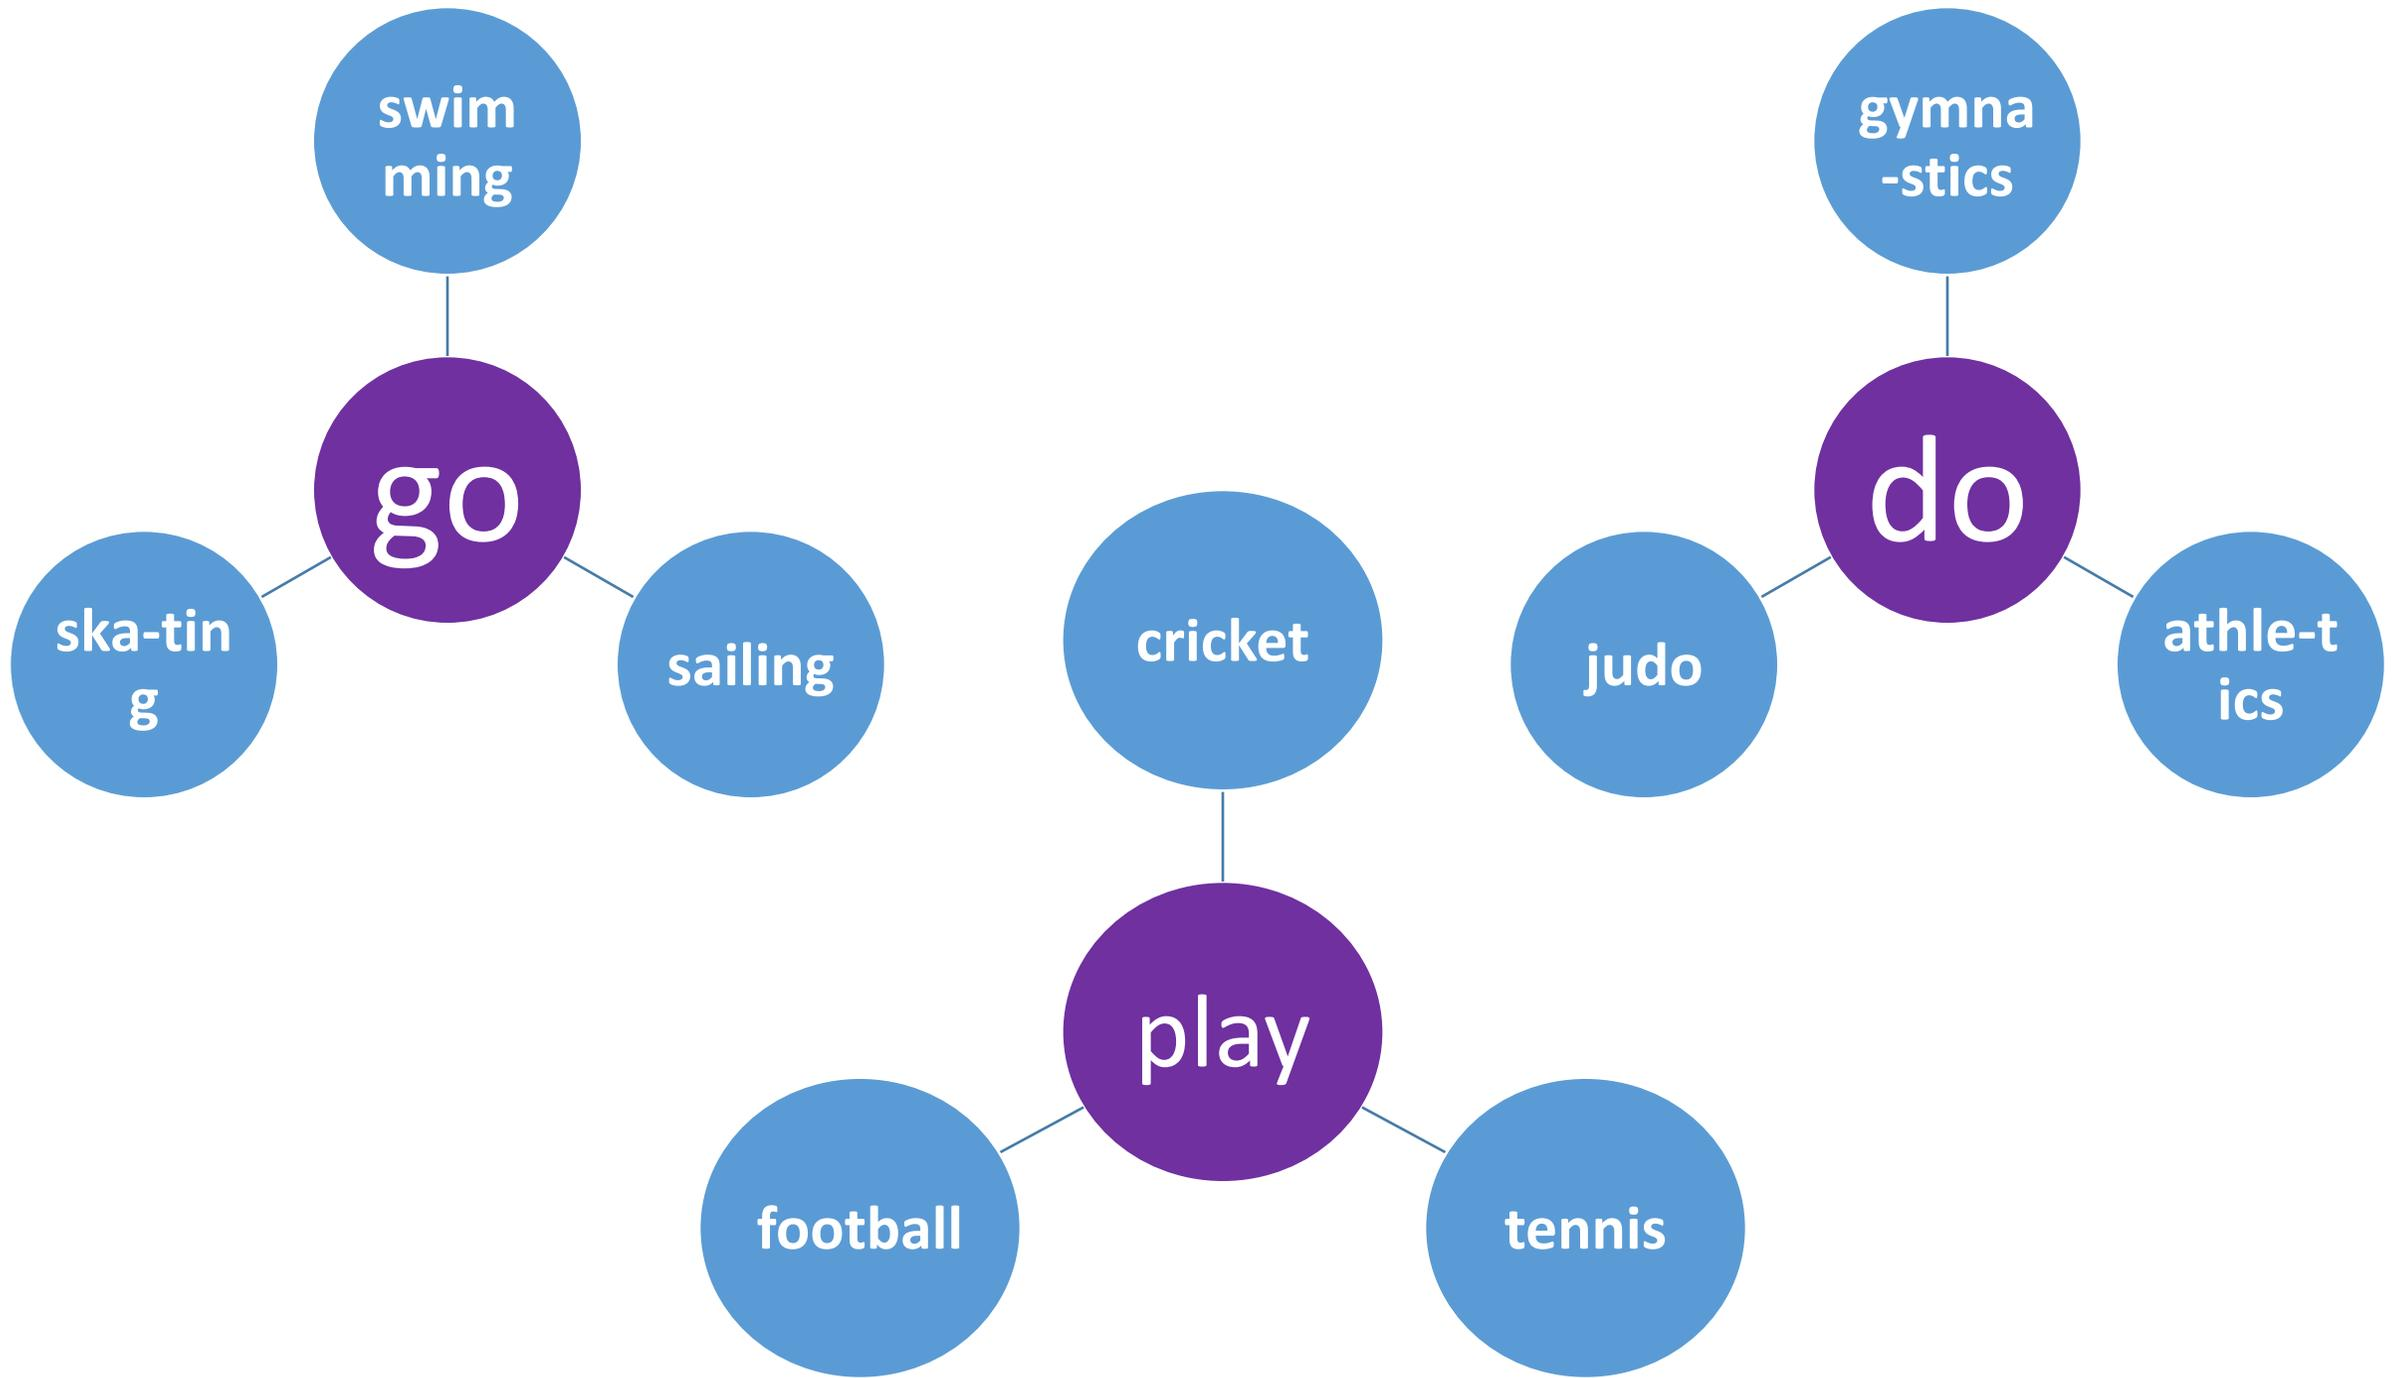 swim
ming
go
ska-tin
g
sailing
gymna
-stics
do
judo
athle-t
ics
cricket
play
football
tennis